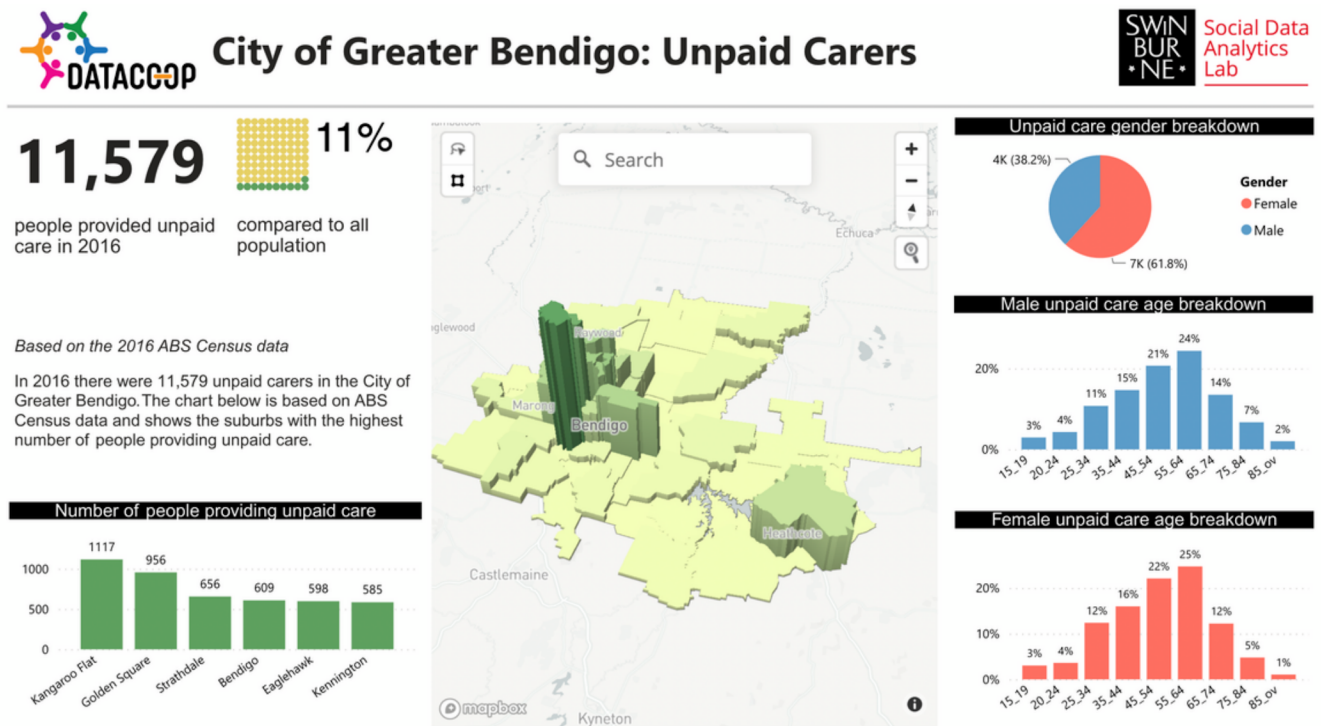 DATACOOP
City of Greater Bendigo: Unpaid Carers
SWIN
BUR
NE
Social Data
Analytics
Lab
11,579
people provided unpaid
care in 2016
11%
compared to all
population
Based on the 2016 ABS Census data
In 2016 there were 11,579 unpaid carers in the City of
Greater Bendigo. The chart below is based on ABS
Census data and shows the suburbs with the highest
number of people providing unpaid care.
Number of people providing unpaid care
1117
956
656
609
598
585
1000
500
0
Kangaroo Flat
Golden Square
Strathdale
Bendigo
Eaglehawk
Kennington
Search
Echuca
Marong
Bendigo
Heathcote
Castlemaine
Kyneton
mapbox
Unpaid care gender breakdown
4K (38.2%)
7K (61.8%)
Gender
Female
Male
Male unpaid care age breakdown
20%
0%
3%
4%
11%
15%
21%
24%
14%
7%
2%
15_19
20_24
25_34
35_44
45_54
55_64
65_74
75_84
85_ov
Female unpaid care age breakdown
20%
10%
0%
3%
4%
12%
16%
22%
25%
12%
5%
1%
15_19
20_24
25_34
35_44
45_54
55_64
65_74
75_84
85_ov